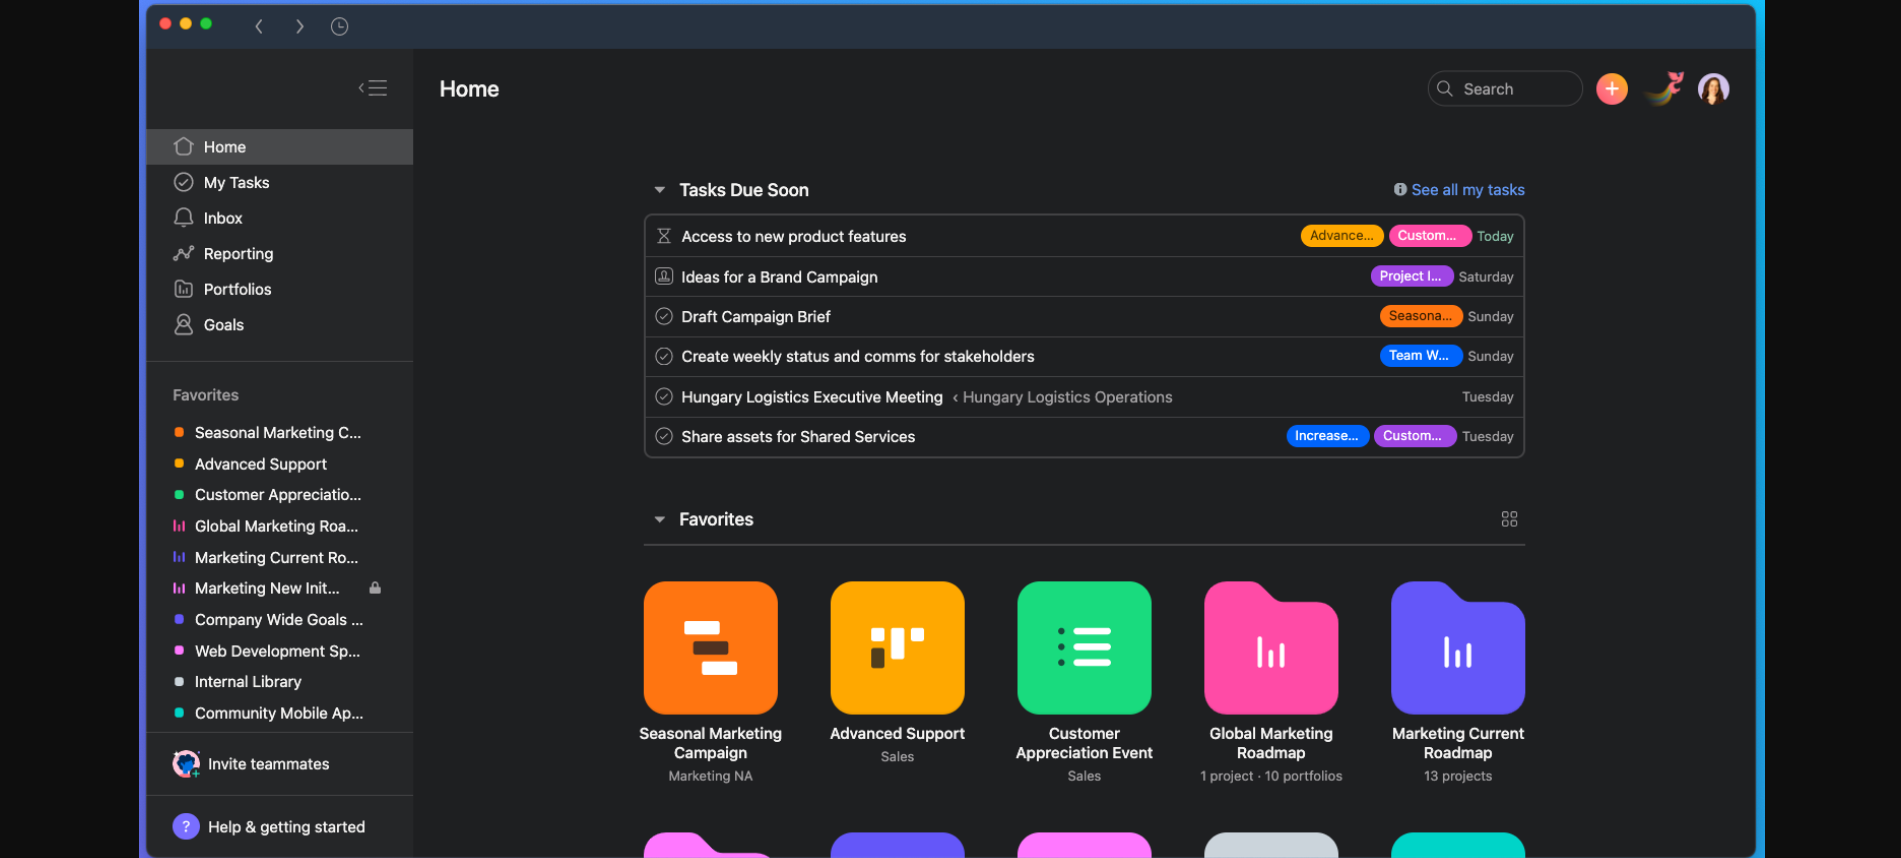 Home
Search
Home
My Tasks
Inbox
Reporting
Portfolios
Goals
Favorites
Seasonal Marketing C...
Advanced Support
Customer Appreciatio...
Global Marketing Roa...
Marketing Current Ro...
Marketing New Init...
Company Wide Goals ...
Web Development Sp...
Internal Library
Community Mobile Ap...
Invite teammates
? Help & getting started
Tasks Due Soon
See all my tasks
Access to new product features Advance... Custom... Today
Ideas for a Brand Campaign Project I... Saturday
Draft Campaign Brief Seasona... Sunday
Create weekly status and comms for stakeholders Team W... Sunday
Hungary Logistics Executive Meeting ‹ Hungary Logistics Operations Tuesday
Share assets for Shared Services Increase... Custom... Tuesday
Favorites
Seasonal Marketing
Campaign
Marketing NA
Advanced Support
Sales
Customer
Appreciation Event
Sales
Global Marketing
Roadmap
1 project · 10 portfolios
Marketing Current
Roadmap
13 projects